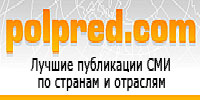 polpred.com
Лучшие публикации СМИ
по странам и отраслям